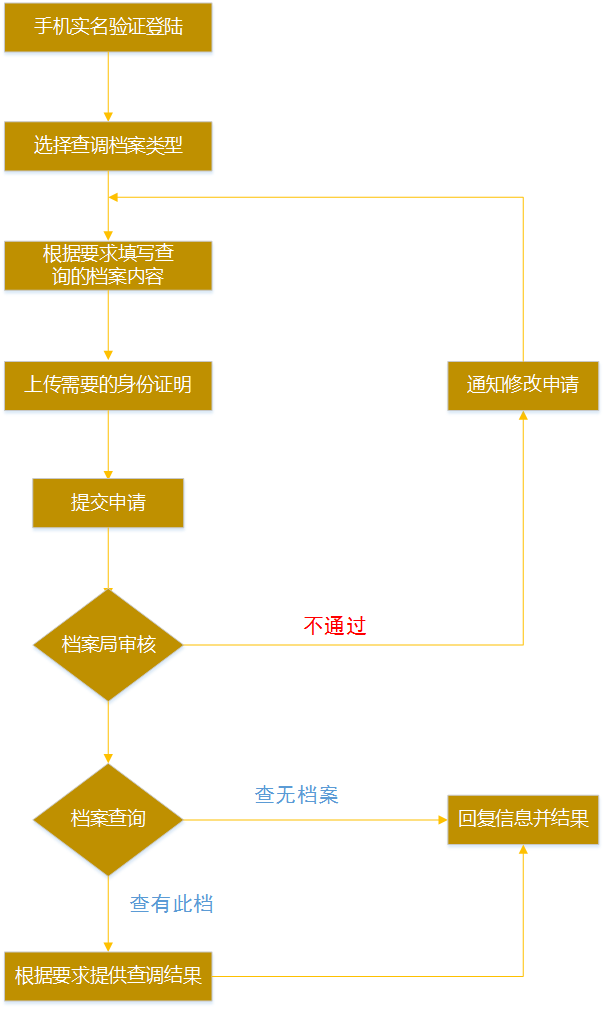 手机实名验证登陆
选择查调档案类型
根据要求填写查
询的档案内容
上传需要的身份证明
通知修改申请
提交申请
不通过
档案局审核
查无档案
档案查询
回复信息并结果
查有此档
根据要求提供查调结果